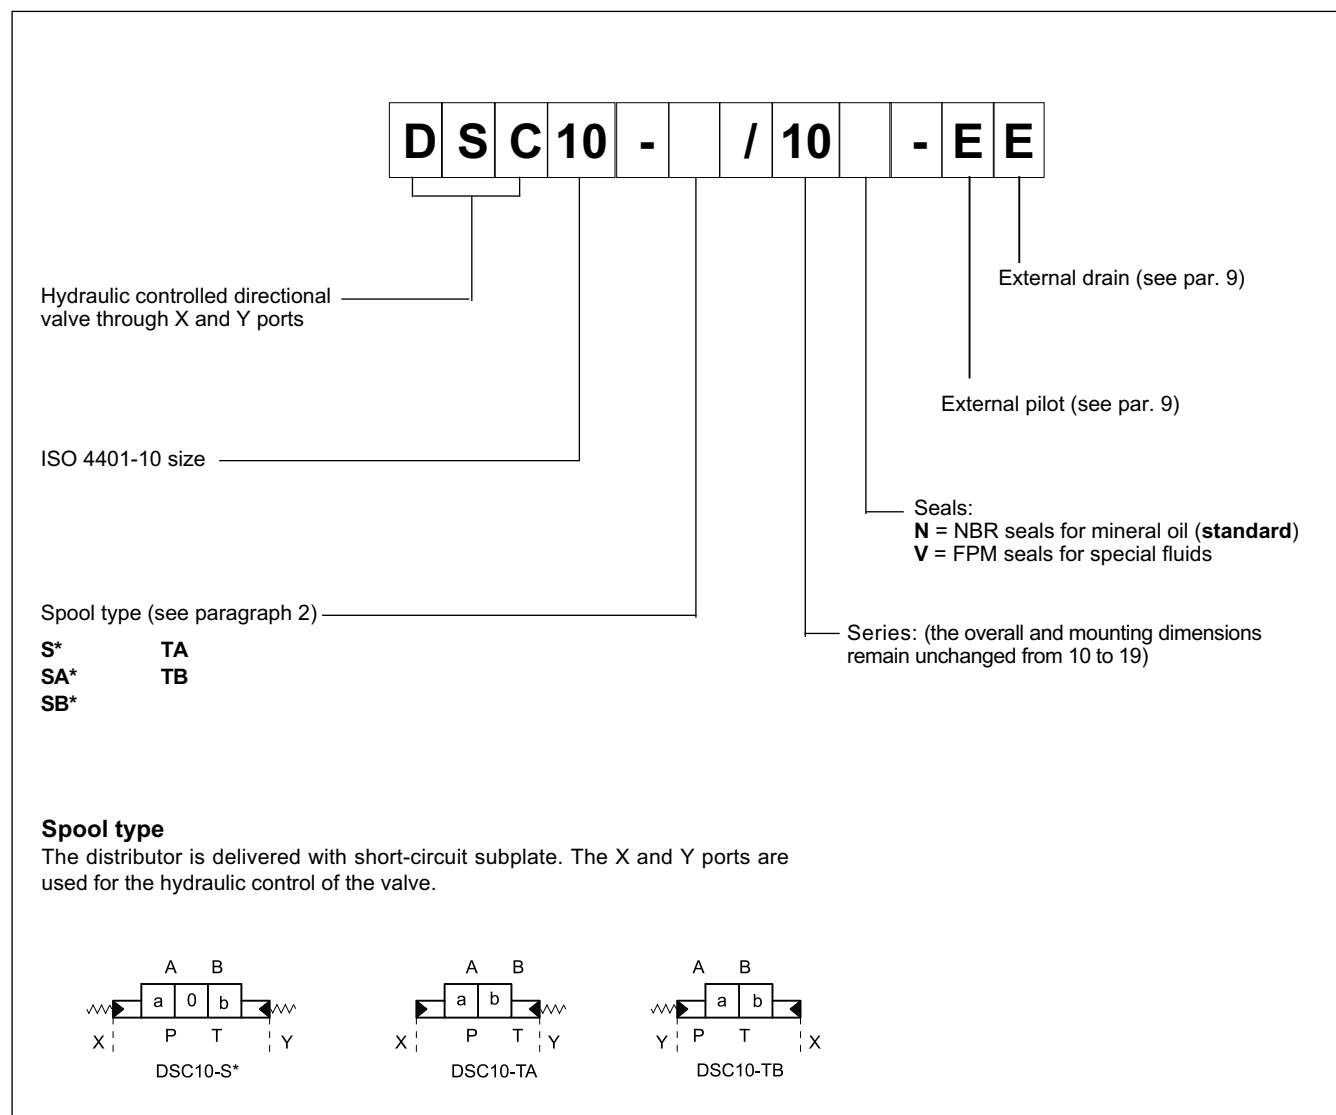 D S C 10 - / 10 - E E
External drain (see par. 9)
Hydraulic controlled directional
valve through X and Y ports
External pilot (see par. 9)
ISO 4401-10 size
Seals:
N = NBR seals for mineral oil (standard)
V = FPM seals for special fluids
Spool type (see paragraph 2)
S* TA
SA* TB
SB*
Series: (the overall and mounting dimensions
remain unchanged from 10 to 19)
Spool type
The distributor is delivered with short-circuit subplate. The X and Y ports are
used for the hydraulic control of the valve.
A B
a 0 b
X P T Y
DSC10-S*
A B
a b
X P T Y
DSC10-TA
A B
a b
Y P T X
DSC10-TB